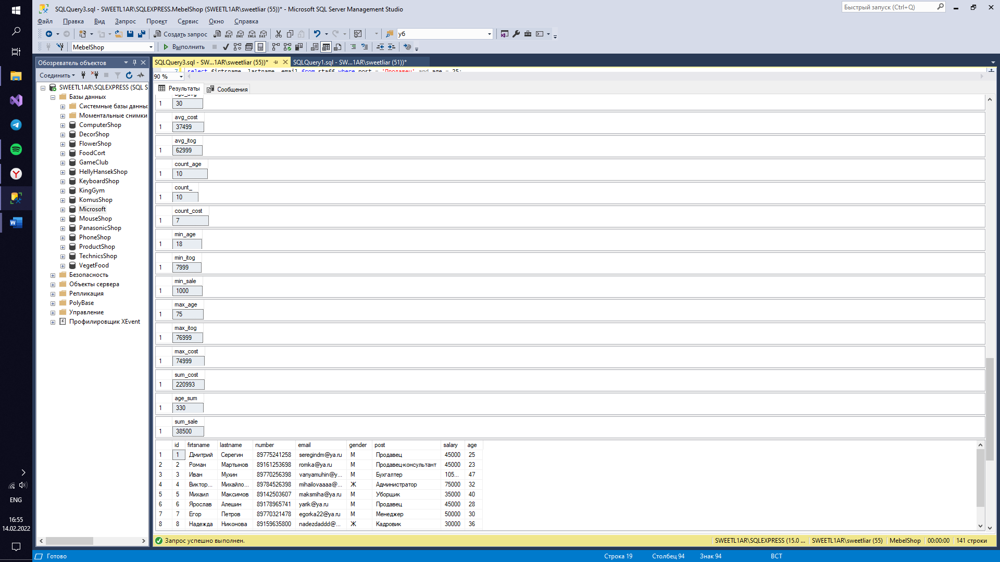 SQLQuery3.sql - SWEETL1AR\SQLEXPRESS.MebelShop (SWEETL1AR\sweetliar (55))* - Microsoft SQL Server Management Studio
Быстрый запуск (Ctrl+Q)
Файл Правка Вид Запрос Проект Сервис Окно Справка
Создать запрос MDX DMX XMLA DAX уб
MebelShop Выполнить
Обозреватель объектов
SQLQuery3.sql - SW...1AR\sweetliar (55))*
SQLQuery1.sql - SW...1AR\sweetliar (51))*
Соединить
7 select firtsname, lastname, email from staff where post = 'Продавец' and age = 25;
90 %
Результаты Сообщения
SWEETL1AR\SQLEXPRESS (SQL S
Базы данных
Системные базы данны
Моментальные снимки
ComputerShop
DecorShop
FlowerShop
FoodCort
GameClub
HellyHansekShop
KeyboardShop
KingGym
KomusShop
Microsoft
MouseShop
PanasonicShop
PhoneShop
ProductShop
TechnicsShop
VegetFood
Безопасность
Объекты сервера
Репликация
PolyBase
Управление
Профилировщик XEvent
age_avg
1 30
avg_cost
1 37499
avg_itog
1 62999
count_age
1 10
count_
1 10
count_cost
1 7
min_age
1 18
min_itog
1 7999
min_sale
1 1000
max_age
1 75
max_itog
1 76999
max_cost
1 74999
sum_cost
1 220993
age_sum
1 330
sum_sale
1 38500
id firtsname lastname number email gender post salary age
1 1 Дмитрий Серегин 89775241258 seregindm@ya.ru М Продавец 45000 25
2 2 Роман Мартынов 89161253698 romka@ya.ru М Продавец-консультант 45000 23
3 3 Иван Мухин 89770256398 vanyamuhin@y... М Бухгалтер 105... 47
4 4 Виктор... Михайло... 89784526398 mihailovaaaa@... Ж Администратор 75000 32
5 5 Михаил Максимов 89142503607 maksmiha@ya.ru М Уборщик 35000 40
6 6 Ярослав Алешин 89178965741 yarik@ya.ru М Продавец 45000 28
7 7 Егор Петров 89770321478 egorka22@ya.ru М Менеджер 50000 30
8 8 Надежда Никонова 89159635800 nadezdaddd@... Ж Кадровик 30000 36
Запрос успешно выполнен.
SWEETL1AR\SQLEXPRESS (15.0 ... SWEETL1AR\sweetliar (55) MebelShop 00:00:00 141 строки
Готово
Строка 19 Столбец 94 Знак 94 ВСТ
ENG
16:55
14.02.2022